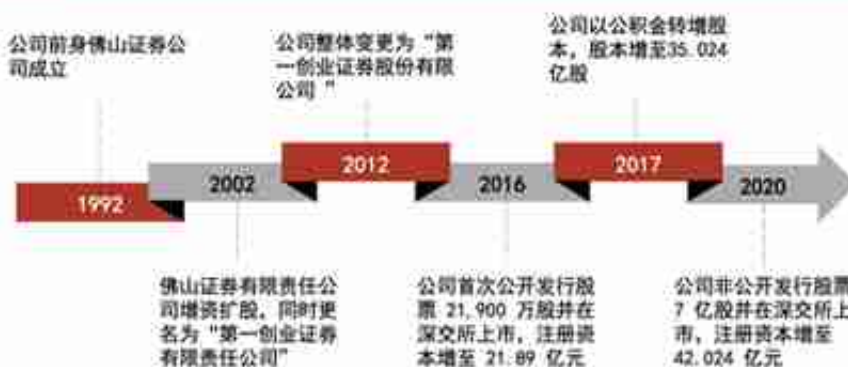 公司前身佛山证券公
司成立
公司整体变更为“第
一创业证券股份有限
公司 ”
公司以公积金转增股
本，股本增至35.024
亿股
1992
2002
2012
2016
2017
2020
佛山证券有限责任公
司增资扩股，同时更
名为“第一创业证券
有限责任公司”
公司首次公开发行股
票 21,900 万股并在
深交所上市，注册资
本增至 21.89 亿元
公司非公开发行股票
7 亿股并在深交所上
市，注册资本增至
42.024 亿元